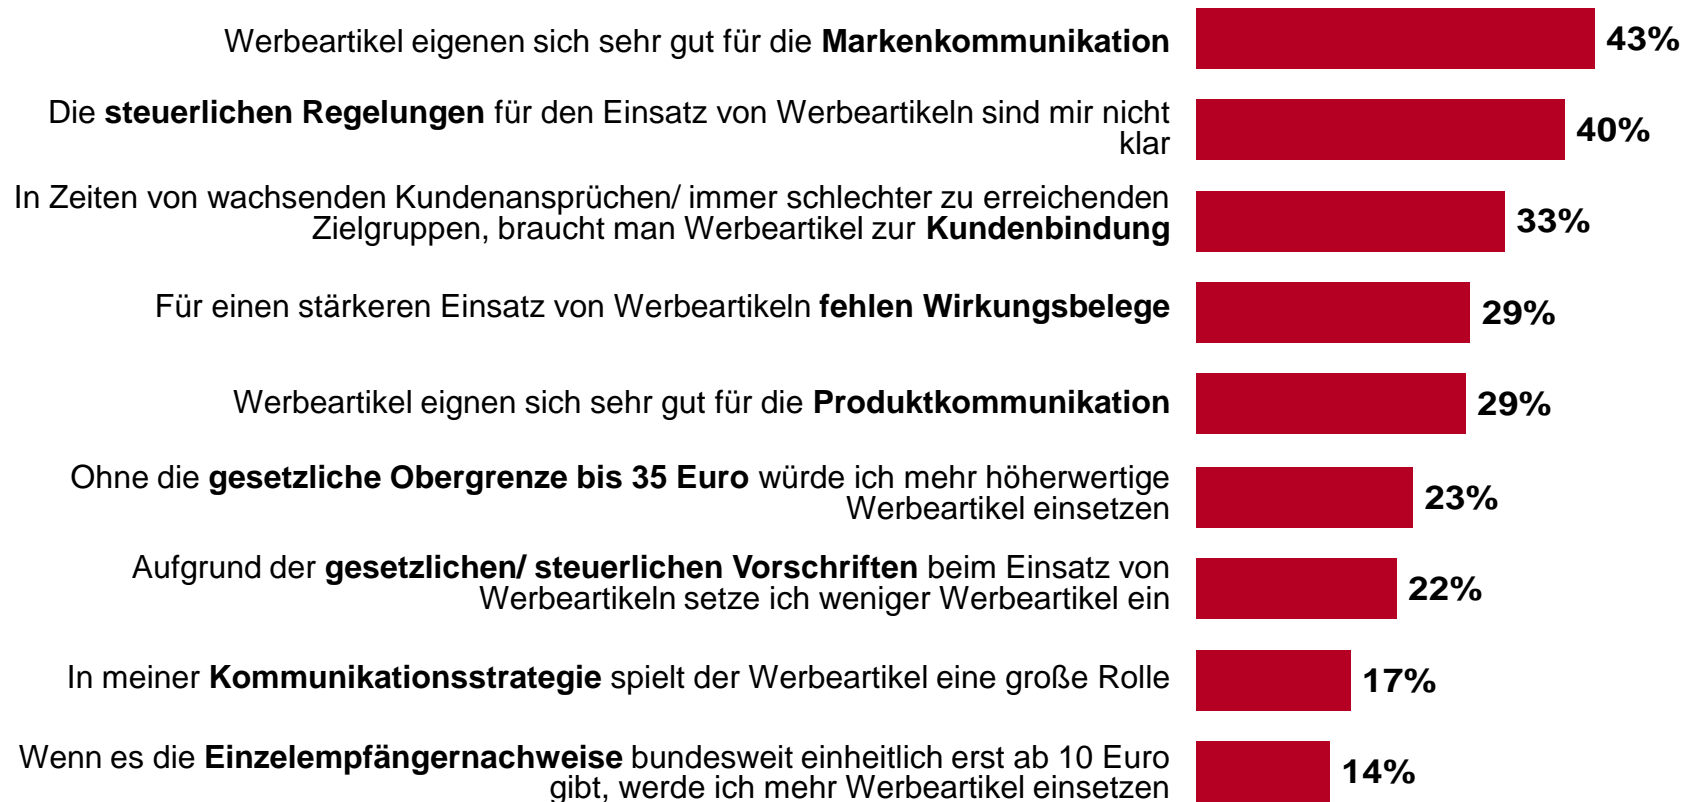 Werbeartikel eigenen sich sehr gut für die Markenkommunikation
43%
Die steuerlichen Regelungen für den Einsatz von Werbeartikeln sind mir nicht
klar
40%
In Zeiten von wachsenden Kundenansprüchen/ immer schlechter zu erreichenden
Zielgruppen, braucht man Werbeartikel zur Kundenbindung
33%
Für einen stärkeren Einsatz von Werbeartikeln fehlen Wirkungsbelege
29%
Werbeartikel eignen sich sehr gut für die Produktkommunikation
29%
Ohne die gesetzliche Obergrenze bis 35 Euro würde ich mehr höherwertige
Werbeartikel einsetzen
23%
Aufgrund der gesetzlichen/ steuerlichen Vorschriften beim Einsatz von
Werbeartikeln setze ich weniger Werbeartikel ein
22%
In meiner Kommunikationsstrategie spielt der Werbeartikel eine große Rolle
17%
Wenn es die Einzelempfängernachweise bundesweit einheitlich erst ab 10 Euro
gibt, werde ich mehr Werbeartikel einsetzen
14%